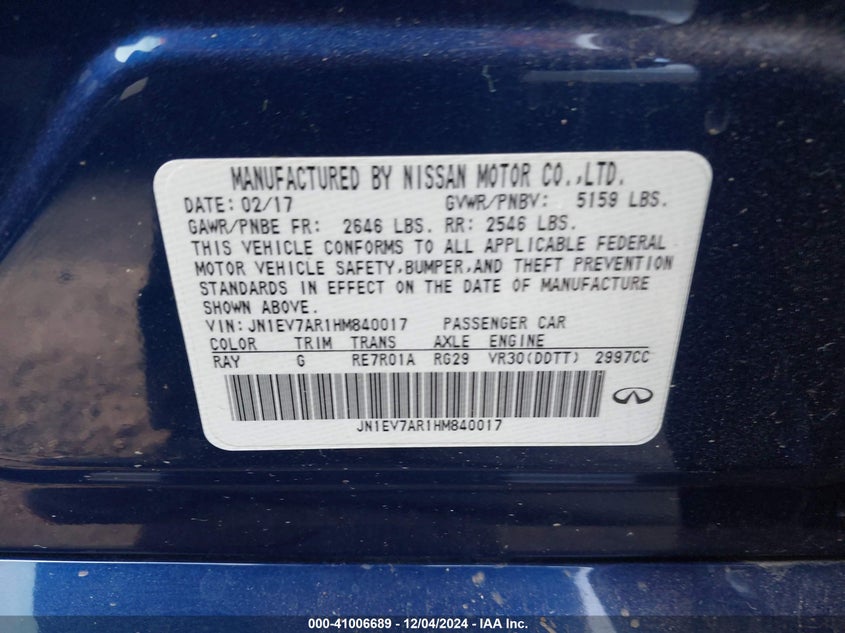 MANUFACTURED BY NISSAN MOTOR CO.,LTD.
DATE: 02/17 GVWR/PNBV: 5159 LBS.
GAWR/PNBE FR: 2646 LBS. RR: 2546 LBS.
THIS VEHICLE CONFORMS TO ALL APPLICABLE FEDERAL
MOTOR VEHICLE SAFETY,BUMPER,AND THEFT PREVENTION
STANDARDS IN EFFECT ON THE DATE OF MANUFACTURE
SHOWN ABOVE.
VIN: JN1EV7AR1HM840017 PASSENGER CAR
COLOR TRIM TRANS AXLE ENGINE
RAY G RE7R01A RG29 VR30(DDTT) 2997CC
JN1EV7AR1HM840017
000-41006689 - 12/04/2024 - IAA Inc.